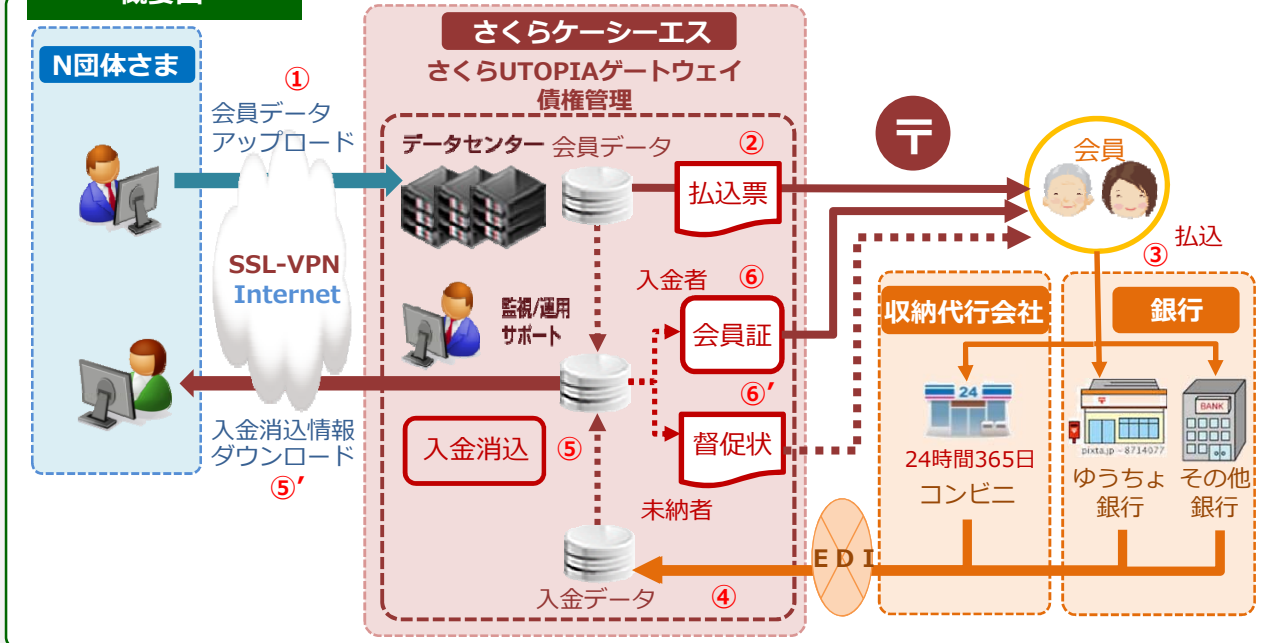 概要図
N団体さま
①
会員データ
アップロード
SSL-VPN
Internet
入金消込情報
ダウンロード
⑤’
さくらケーシーエス
さくらUTOPIAゲートウェイ
債権管理
データセンター
会員データ
②
払込票
監視/運用
サポート
入金者
⑥
会員証
⑥’
督促状
未納者
入金消込
⑤
入金データ
④
〒
会員
③
払込
収納代行会社
24
24時間365日
コンビニ
銀行
〒
pixta.jp - 8714077
ゆうちょ
銀行
BANK
その他
銀行
EDI